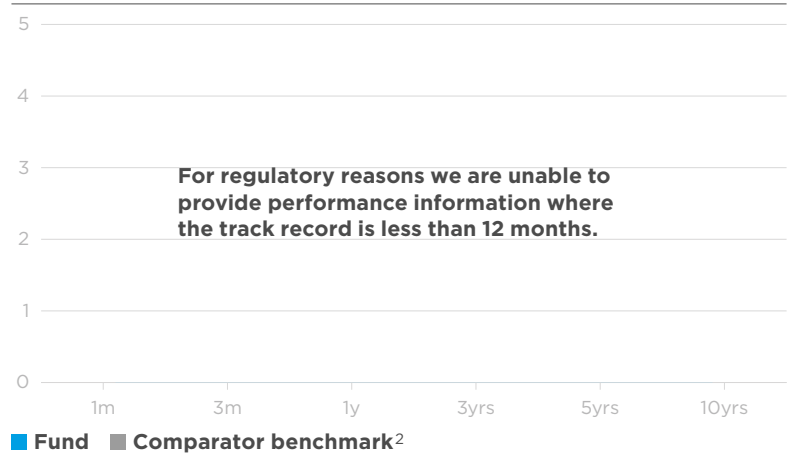 5
4
3
For regulatory reasons we are unable to
provide performance information where
the track record is less than 12 months.
2
1
0
1m 3m 1y 3yrs 5yrs 10yrs
Fund Comparator benchmark²